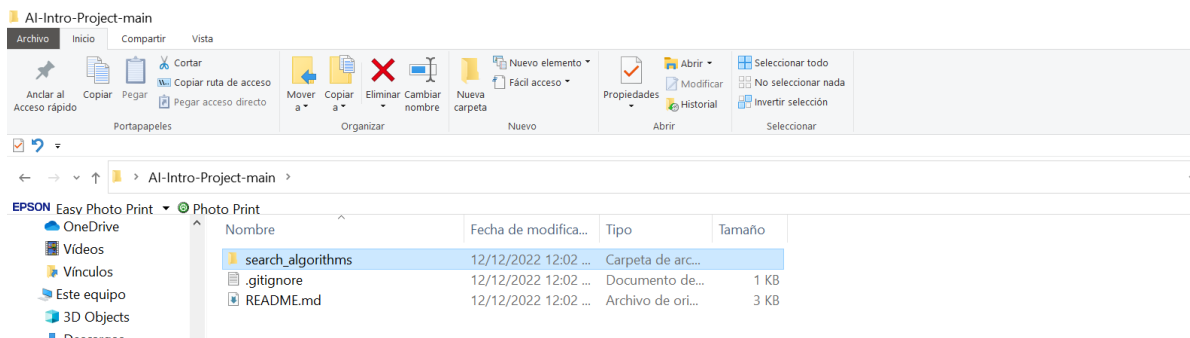 AI-Intro-Project-main
Archivo Inicio Compartir Vista
Anclar al Acceso rápido
Copiar
Pegar
Cortar
Copiar ruta de acceso
Pegar acceso directo
Portapapeles
Mover a
Copiar a
Eliminar
Cambiar nombre
Organizar
Nueva carpeta
Nuevo elemento
Fácil acceso
Nuevo
Propiedades
Abrir
Modificar
Historial
Abrir
Seleccionar todo
No seleccionar nada
Invertir selección
Seleccionar
AI-Intro-Project-main
EPSON Easy Photo Print Photo Print
OneDrive
Vídeos
Vínculos
Este equipo
3D Objects
Nombre Fecha de modifica... Tipo Tamaño
search_algorithms 12/12/2022 12:02 ... Carpeta de arc...
.gitignore 12/12/2022 12:02 ... Documento de... 1 KB
README.md 12/12/2022 12:02 ... Archivo de ori... 3 KB